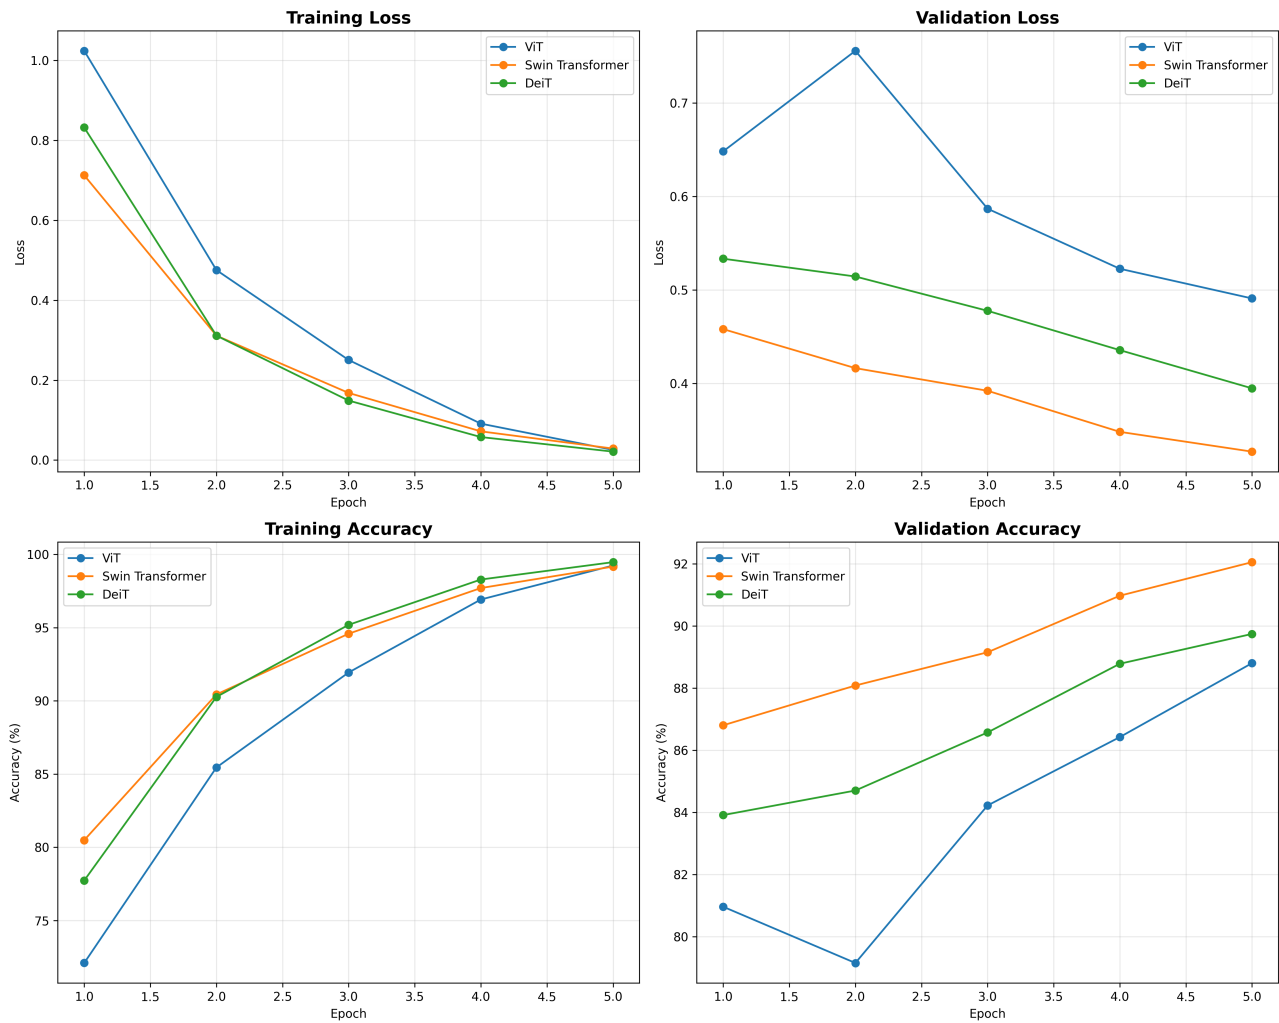 Training Loss
ViT
Swin Transformer
DeiT
1.0
0.8
0.6
0.4
0.2
0.0
Loss
1.0 1.5 2.0 2.5 3.0 3.5 4.0 4.5 5.0
Epoch
Validation Loss
ViT
Swin Transformer
DeiT
0.7
0.6
0.5
0.4
Loss
1.0 1.5 2.0 2.5 3.0 3.5 4.0 4.5 5.0
Epoch
Training Accuracy
ViT
Swin Transformer
DeiT
100
95
90
85
80
75
Accuracy (%)
1.0 1.5 2.0 2.5 3.0 3.5 4.0 4.5 5.0
Epoch
Validation Accuracy
ViT
Swin Transformer
DeiT
92
90
88
86
84
82
80
Accuracy (%)
1.0 1.5 2.0 2.5 3.0 3.5 4.0 4.5 5.0
Epoch